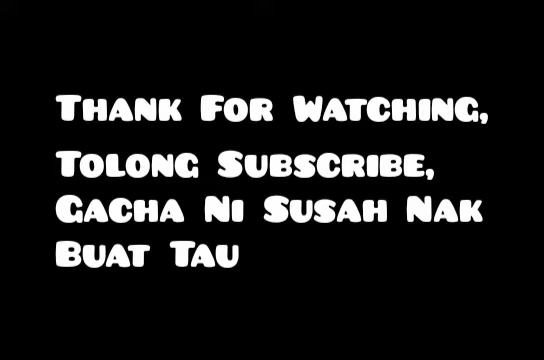 Thank For Watching,
Tolong Subscribe,
Gacha Ni Susah Nak
Buat Tau